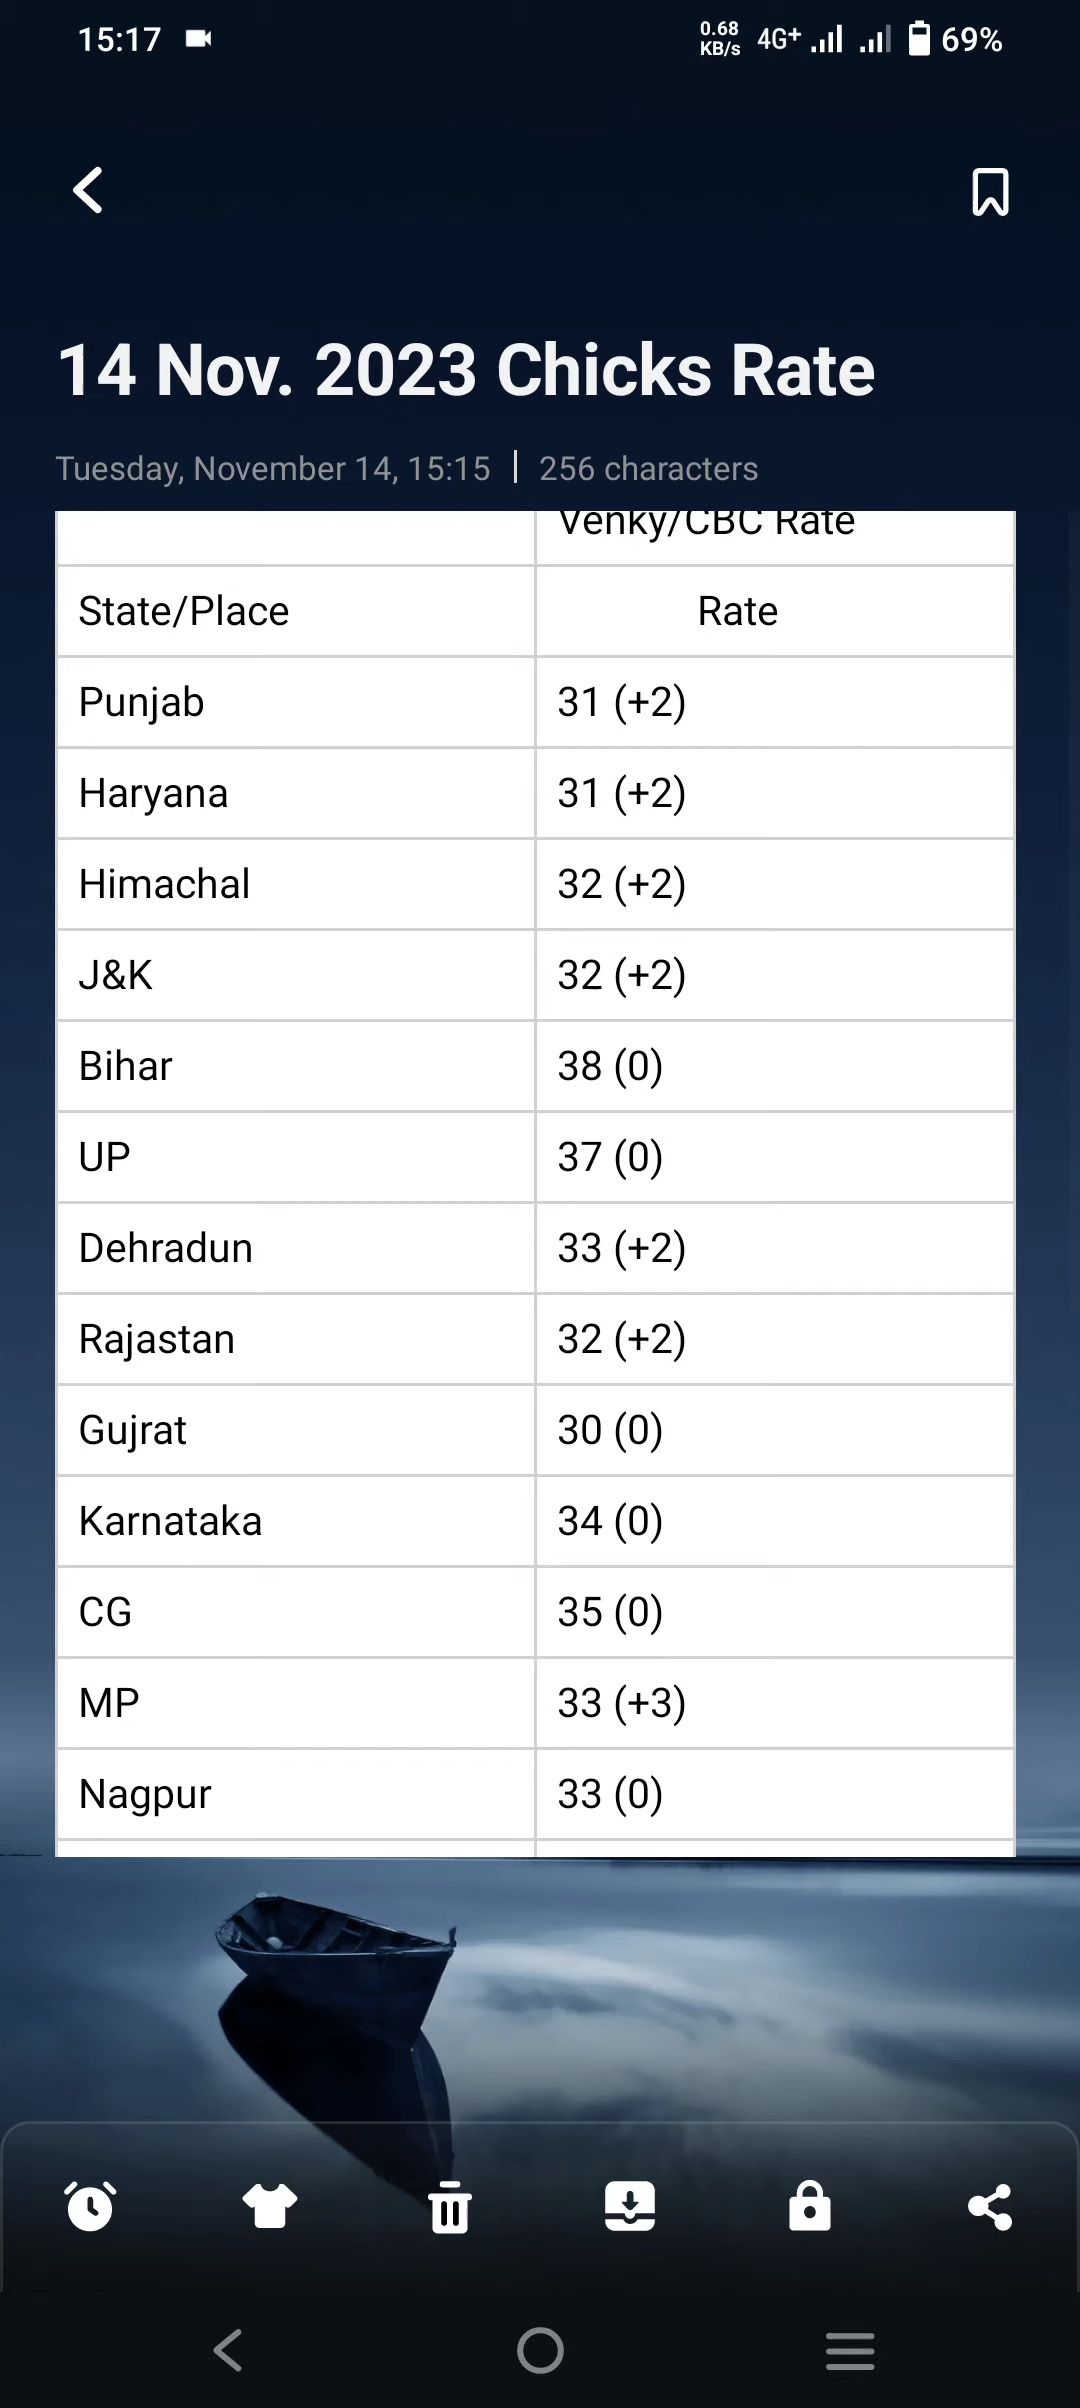 15:17 0.68 KB/s 4G+ 69%
14 Nov. 2023 Chicks Rate
Tuesday, November 14, 15:15 | 256 characters
Venky/CBC Rate
State/Place Rate
Punjab 31 (+2)
Haryana 31 (+2)
Himachal 32 (+2)
J&K 32 (+2)
Bihar 38 (0)
UP 37 (0)
Dehradun 33 (+2)
Rajastan 32 (+2)
Gujrat 30 (0)
Karnataka 34 (0)
CG 35 (0)
MP 33 (+3)
Nagpur 33 (0)